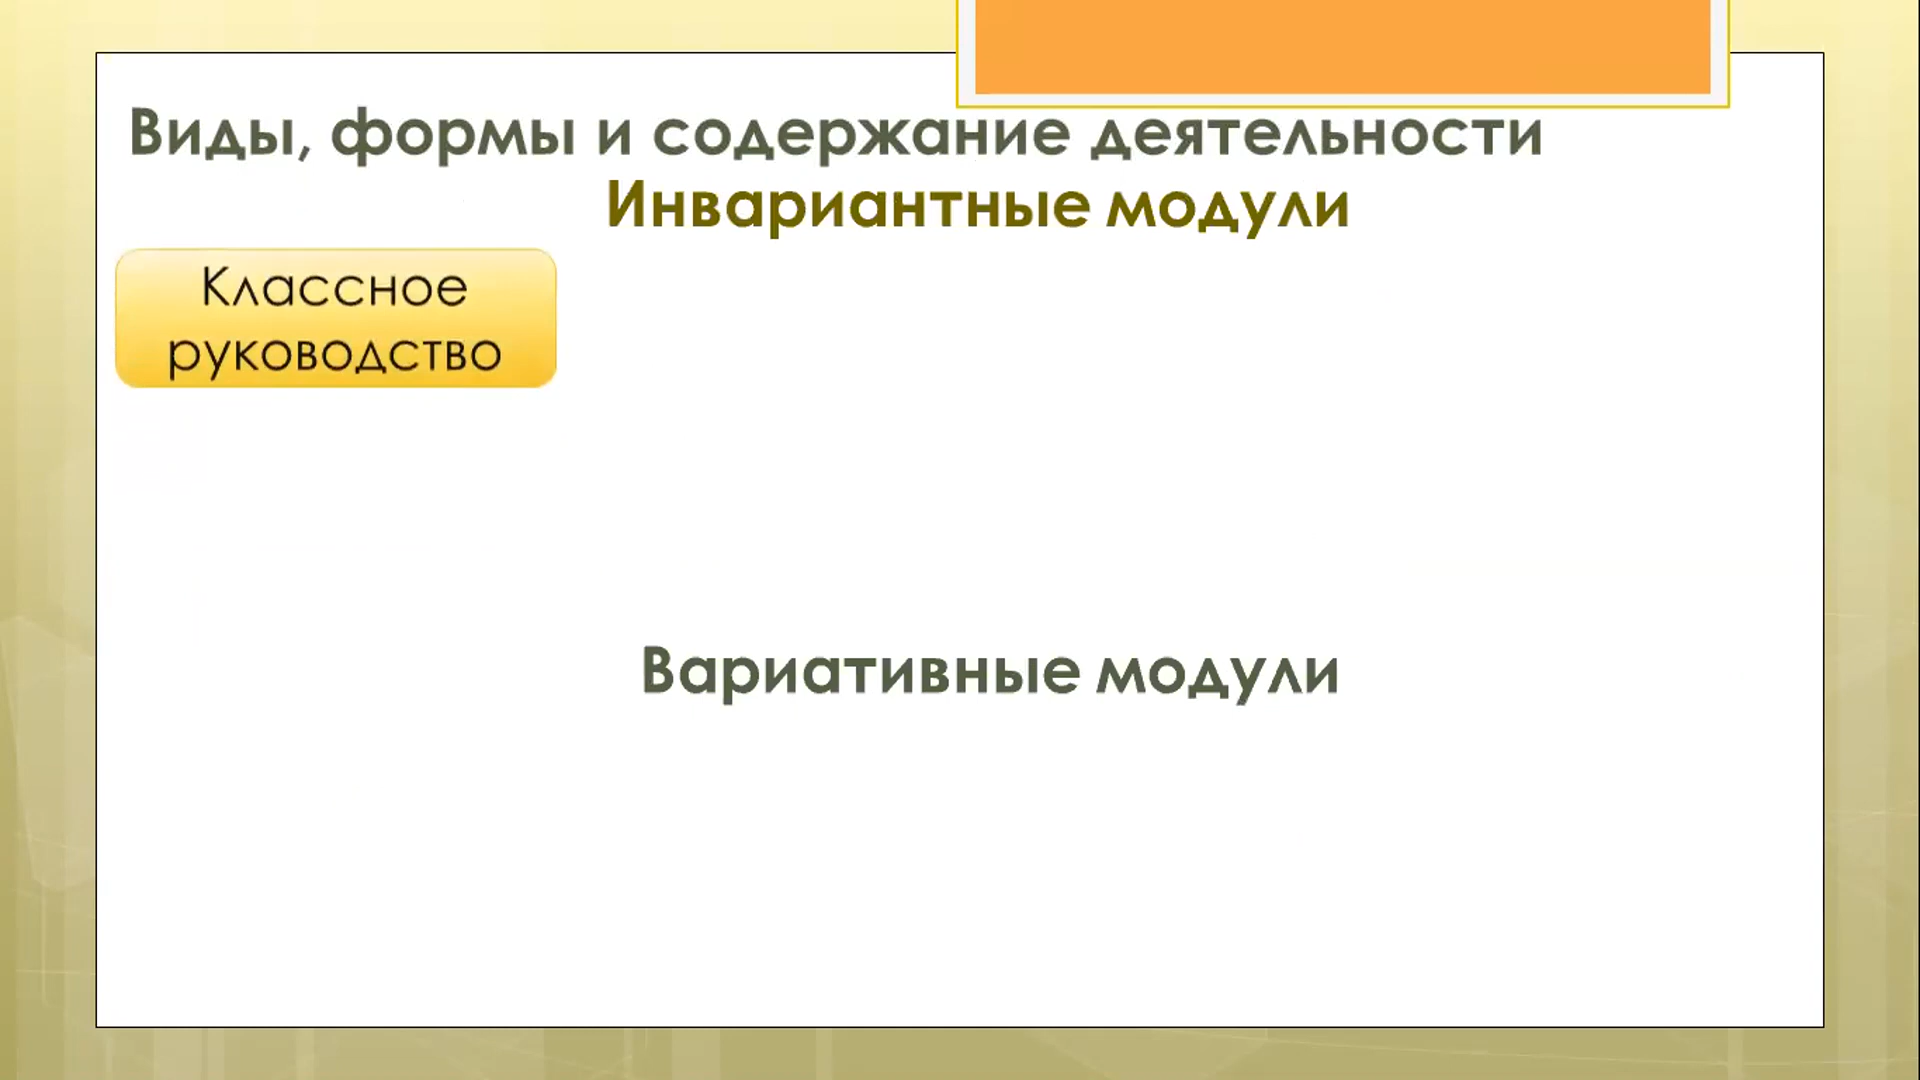 Виды, формы и содержание деятельности
Инвариантные модули
Классное
руководство
Вариативные модули